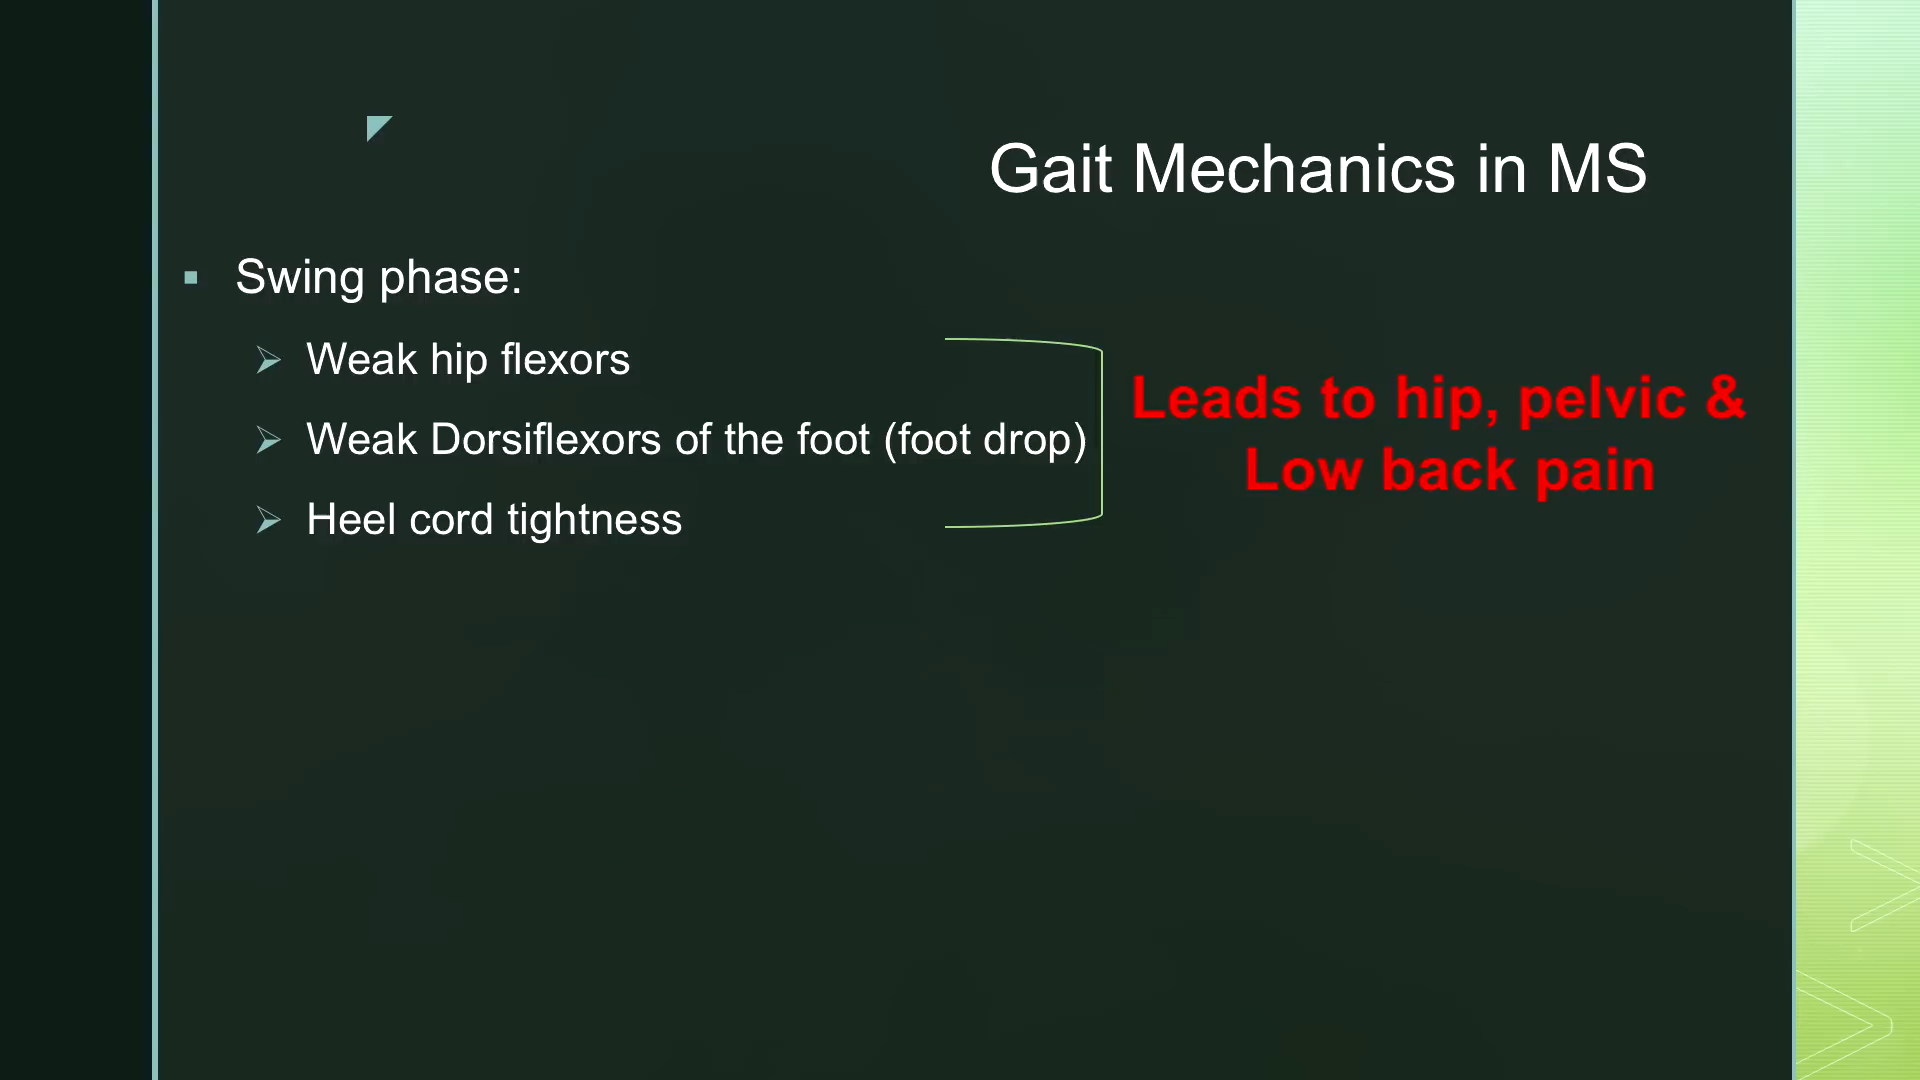 Gait Mechanics in MS
Swing phase:
Weak hip flexors
Weak Dorsiflexors of the foot (foot drop)
Heel cord tightness
Leads to hip, pelvic &
Low back pain